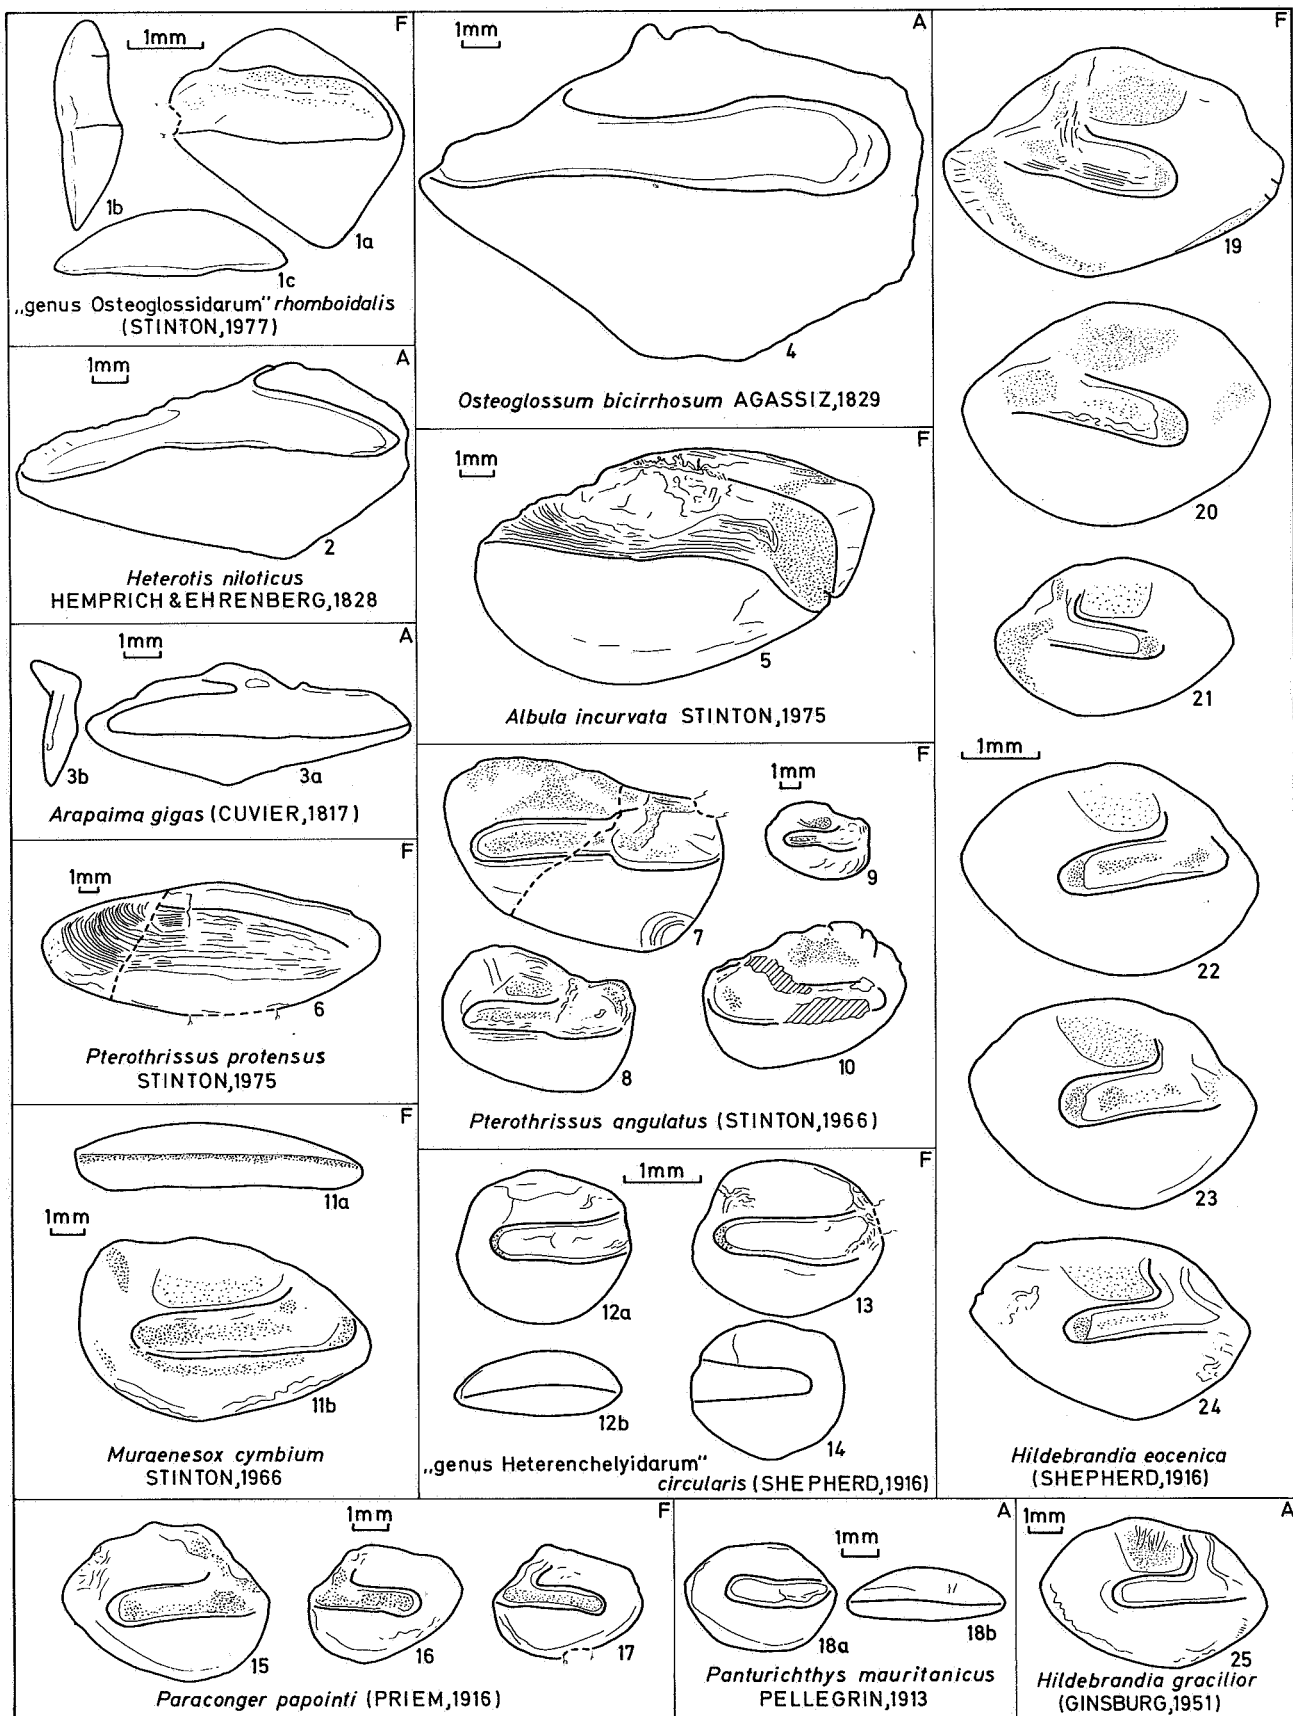 F
1mm
1b
1a
1c
„genus Osteoglossidarum" rhomboidalis
(STINTON,1977)
A
1mm
2
Heterotis niloticus
HEMPRICH & EHRENBERG,1828
A
1mm
3b
3a
Arapaima gigas (CUVIER,1817)
F
1mm
6
Pterothrissus protensus
STINTON,1975
F
11a
1mm
11b
Muraenesox cymbium
STINTON,1966
A
1mm
4
Osteoglossum bicirrhosum AGASSIZ,1829
F
1mm
5
Albula incurvata STINTON,1975
F
1mm
7
9
8
10
Pterothrissus angulatus (STINTON,1966)
F
1mm
12a
13
12b
14
„genus Heterenchelyidarum"
circularis (SHEPHERD,1916)
F
19
20
21
1mm
22
23
24
Hildebrandia eocenica
(SHEPHERD,1916)
F
1mm
15
16
17
Paraconger papointi (PRIEM,1916)
A
1mm
18a
18b
Panturichthys mauritanicus
PELLEGRIN,1913
A
1mm
25
Hildebrandia gracilior
(GINSBURG,1951)